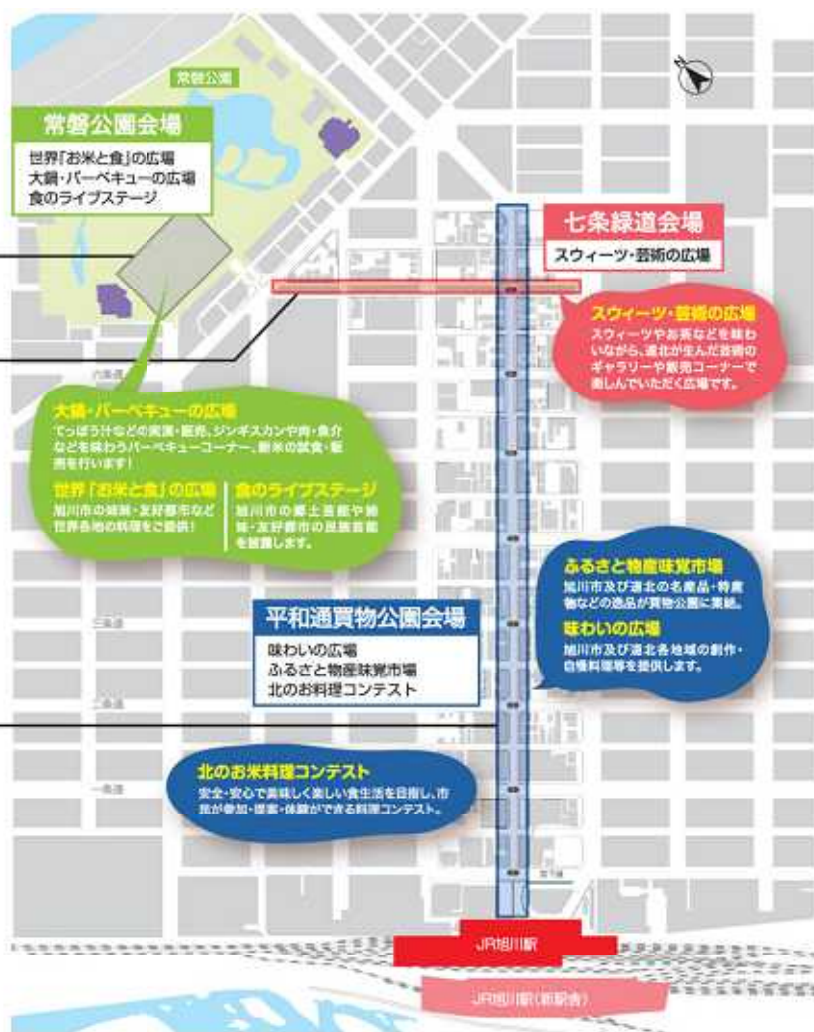 常磐公園
N
常磐公園会場
世界「お米と食」の広場
大鍋・バーベキューの広場
食のライブステージ
七条緑道会場
スウィーツ・芸術の広場
スウィーツ・芸術の広場
スウィーツやお茶などを味わ
いながら、道北が生んだ芸術の
ギャラリーや販売コーナーで
楽しんでいただく広場です。
六条通
大鍋・バーベキューの広場
てっぽう汁などの実演・販売、ジンギスカンや肉・魚介
などを味わうバーベキューコーナー、新米の試食・販
売を行います!
世界「お米と食」の広場
旭川市の姉妹・友好都市など
世界各地の料理をご提供!
食のライブステージ
旭川市の郷土芸能や姉
妹・友好都市の民族芸能
を披露します。
ふるさと物産味覚市場
旭川市及び道北の名産品・特産
物などの逸品が買物公園に集結。
味わいの広場
旭川市及び道北各地域の創作・
自慢料理等を提供します。
平和通買物公園会場
味わいの広場
ふるさと物産味覚市場
北のお料理コンテスト
三条通
二条通
一条通
北のお米料理コンテスト
安全・安心で美味しく楽しい食生活を目指し、市
民が参加・提案・体験ができる料理コンテスト。
宮下通
JR旭川駅
JR旭川駅(新駅舎)